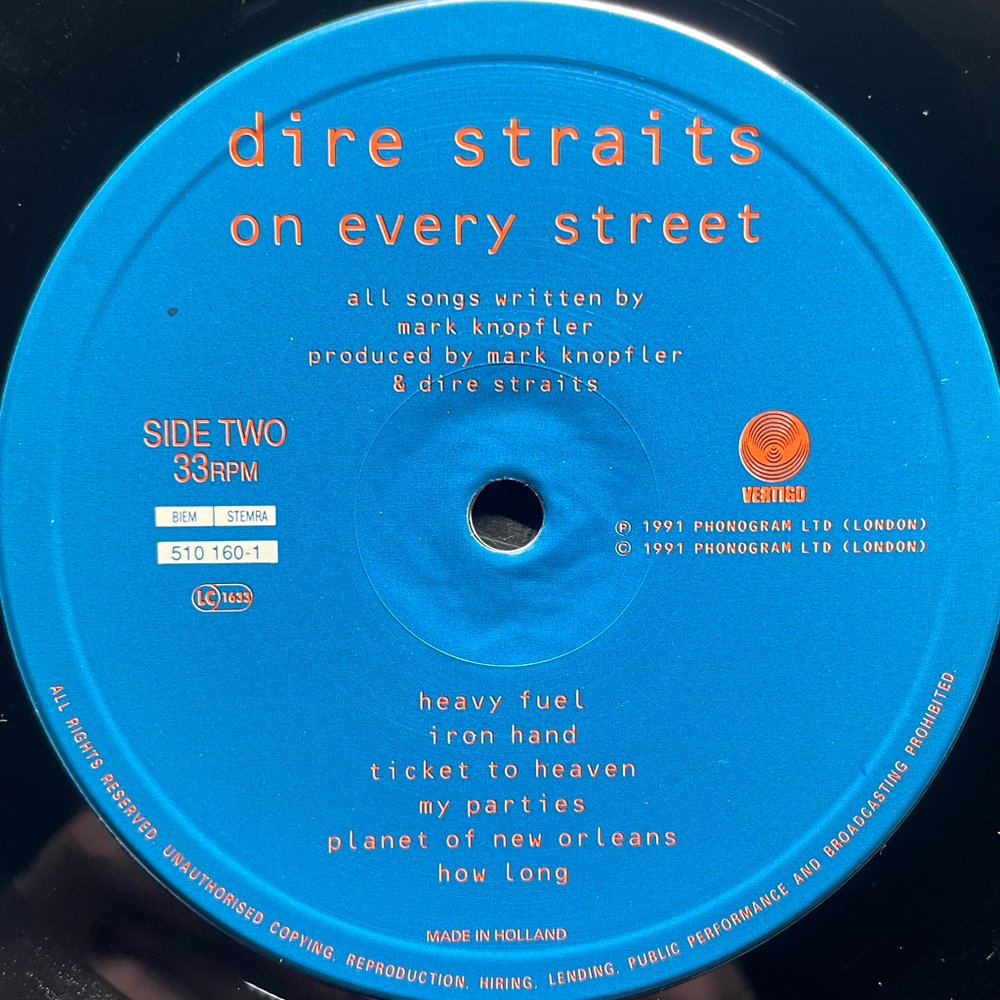 dire straits
on every street
all songs written by
mark knopfler
produced by mark knopfler
& dire straits
SIDE TWO
33RPM
BIEM STEMRA
510 160-1
LC 1633
VERTIGO
℗ 1991 PHONOGRAM LTD (LONDON)
© 1991 PHONOGRAM LTD (LONDON)
heavy fuel
iron hand
ticket to heaven
my parties
planet of new orleans
how long
MADE IN HOLLAND
ALL RIGHTS RESERVED. UNAUTHORISED COPYING, REPRODUCTION, HIRING, LENDING, PUBLIC PERFORMANCE AND BROADCASTING PROHIBITED.